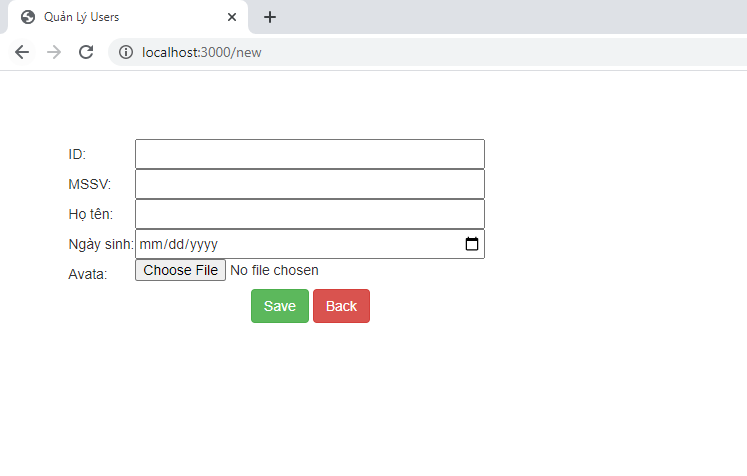 Quản Lý Users
localhost:3000/new
ID:
MSSV:
Họ tên:
Ngày sinh: mm/dd/yyyy
Avata: Choose File No file chosen
Save Back